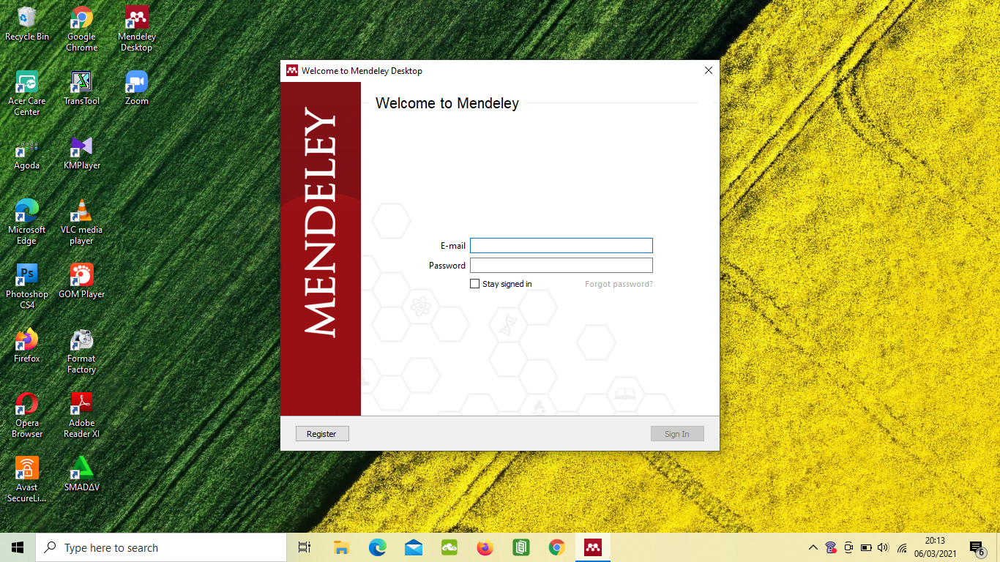 Recycle Bin
Google
Chrome
Mendeley
Desktop
Acer Care
Center
TransTool
Zoom
Agoda
KMPlayer
Microsoft
Edge
VLC media
player
Ps
Photoshop
CS4
GOM Player
Firefox
Format
Factory
Opera
Browser
Adobe
Reader XI
Avast
SecureLi...
SMADΔV
Welcome to Mendeley Desktop
MENDELEY
Welcome to Mendeley
E-mail
Password
Stay signed in
Forgot password?
Register
Sign In
Type here to search
20:13
06/03/2021
6